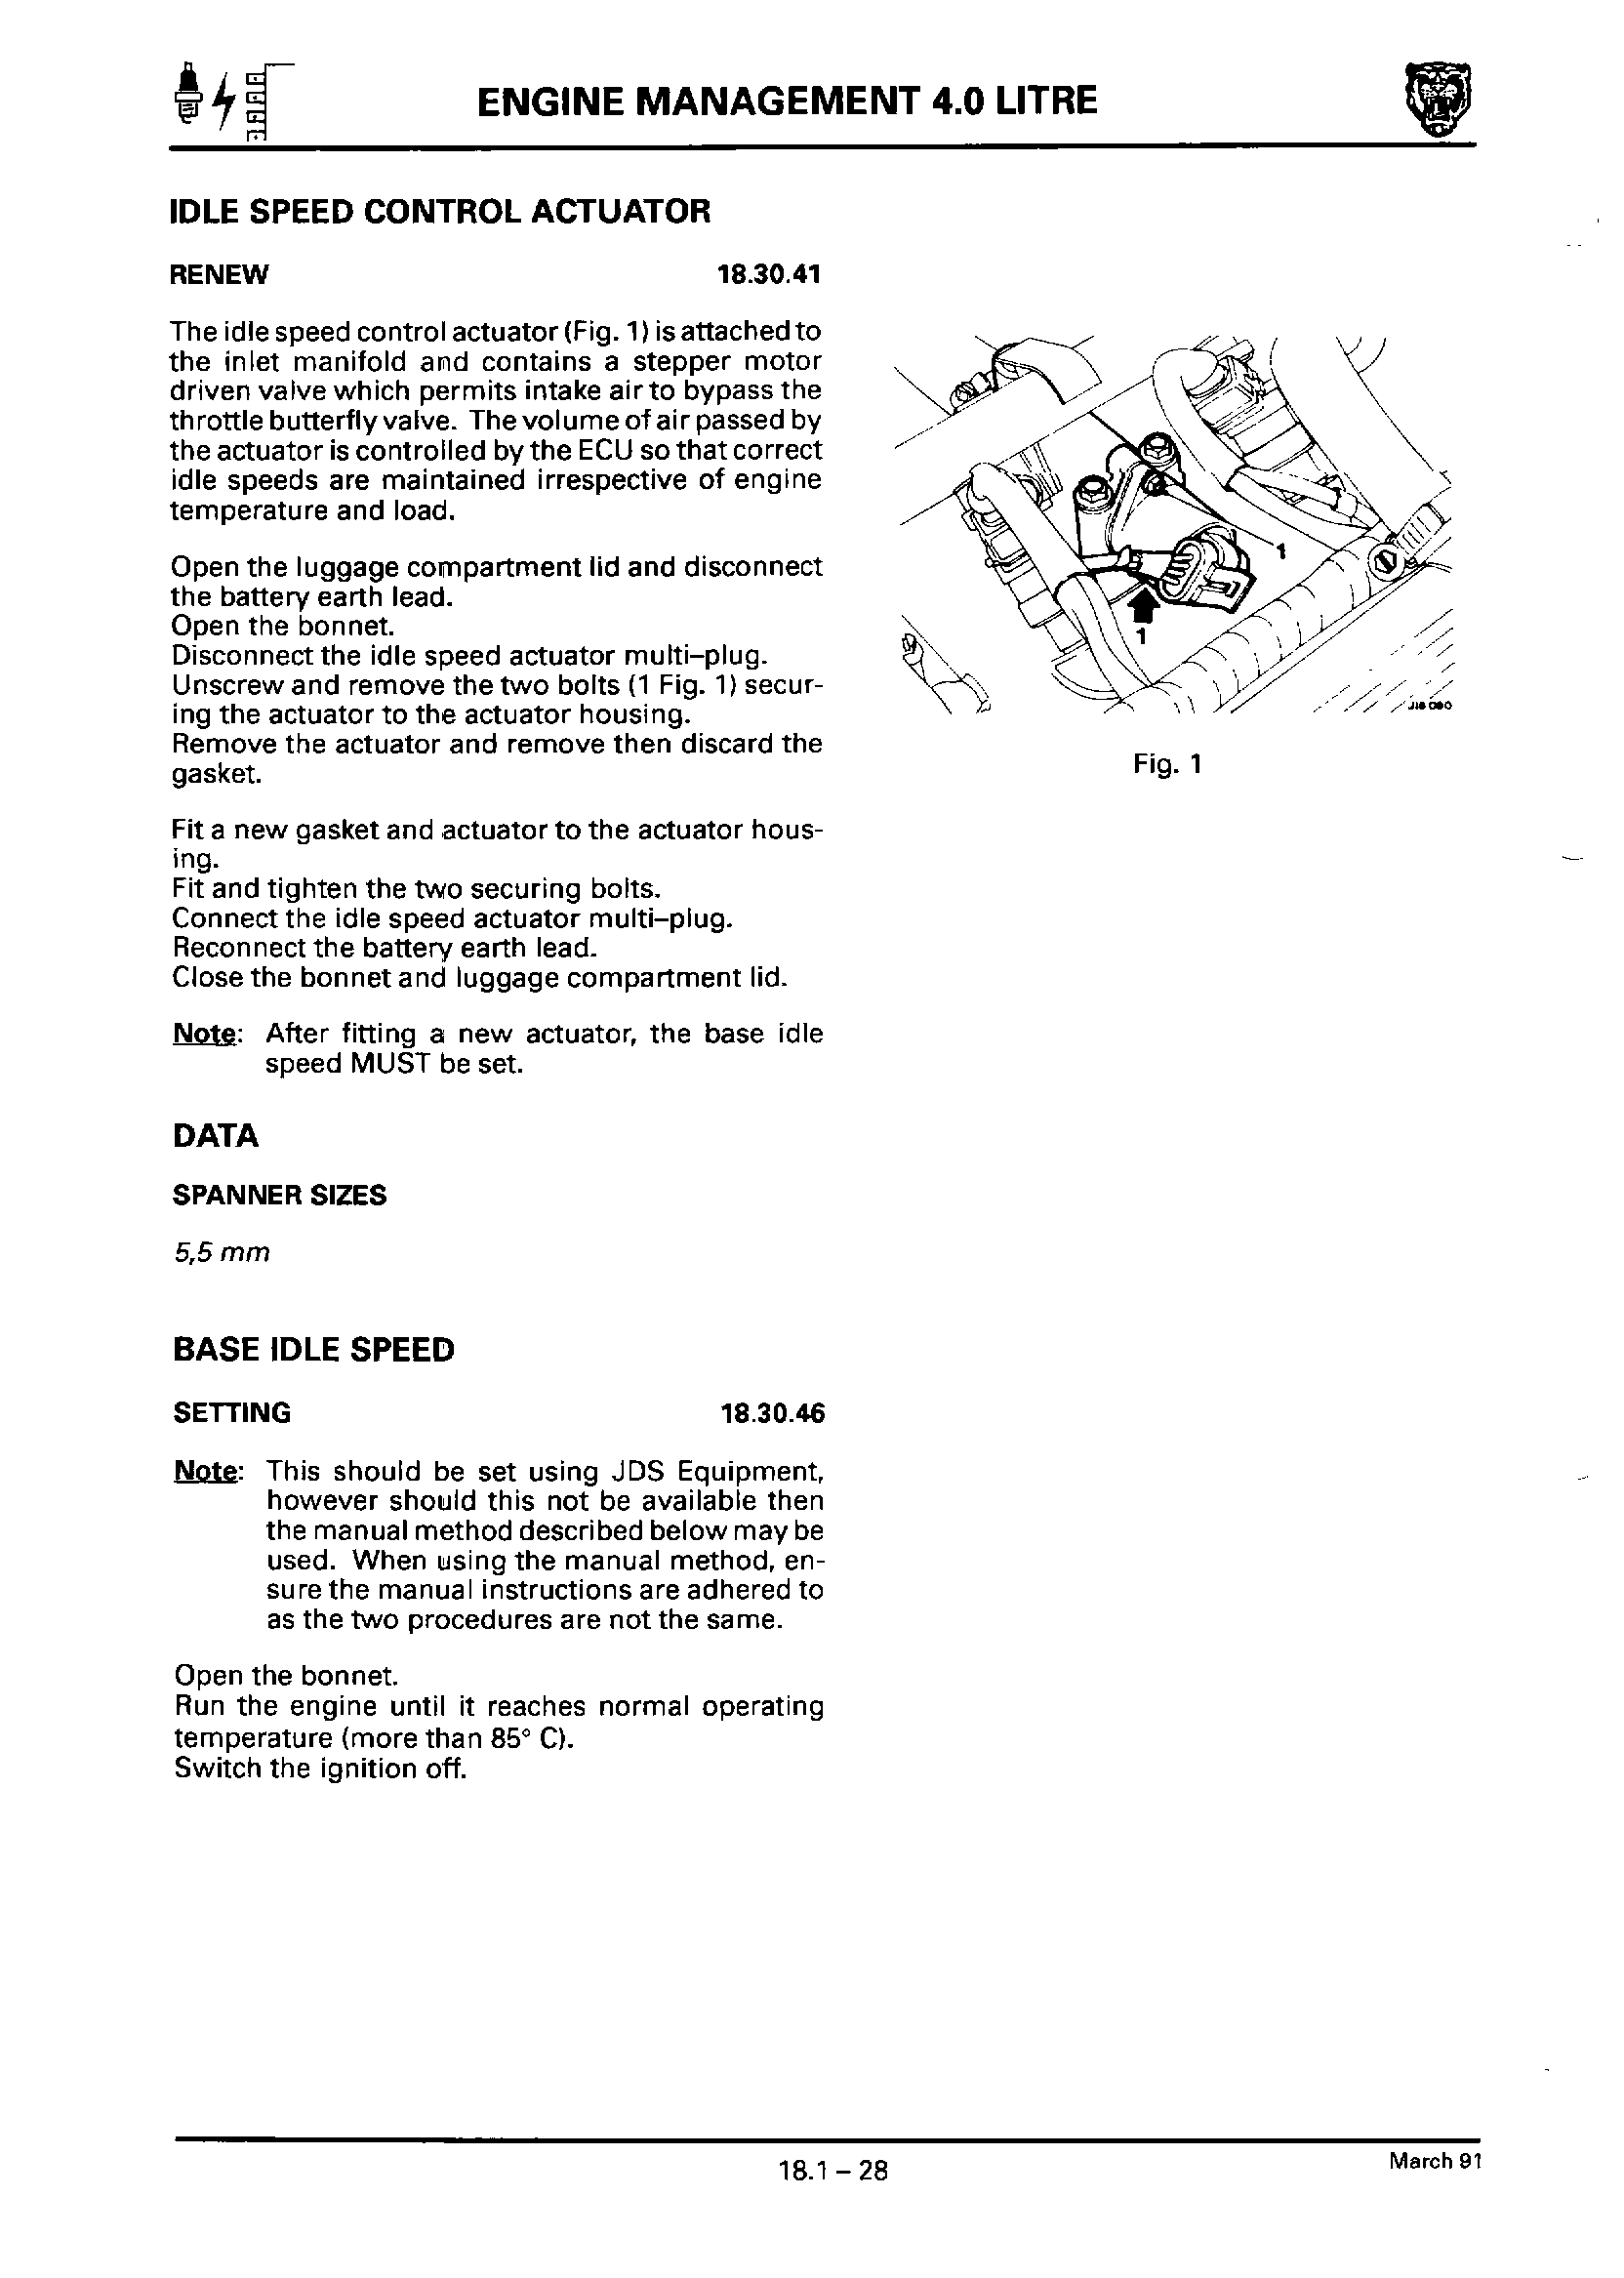 ENGINE MANAGEMENT 4.0 LITRE
IDLE SPEED CONTROL ACTUATOR
RENEW 18.30.41
The idle speed control actuator (Fig. 1) is attached to
the inlet manifold and contains a stepper motor
driven valve which permits intake air to bypass the
throttle butterfly valve. The volume of air passed by
the actuator is controlled by the ECU so that correct
idle speeds are maintained irrespective of engine
temperature and load.
Open the luggage compartment lid and disconnect
the battery earth lead.
Open the bonnet.
Disconnect the idle speed actuator multi–plug.
Unscrew and remove the two bolts (1 Fig. 1) secur-
ing the actuator to the actuator housing.
Remove the actuator and remove then discard the
gasket.
Fit a new gasket and actuator to the actuator hous-
ing.
Fit and tighten the two securing bolts.
Connect the idle speed actuator multi–plug.
Reconnect the battery earth lead.
Close the bonnet and luggage compartment lid.
Note: After fitting a new actuator, the base idle
speed MUST be set.
DATA
SPANNER SIZES
5,5 mm
BASE IDLE SPEED
SETTING 18.30.46
Note: This should be set using JDS Equipment,
however should this not be available then
the manual method described below may be
used. When using the manual method, en-
sure the manual instructions are adhered to
as the two procedures are not the same.
Open the bonnet.
Run the engine until it reaches normal operating
temperature (more than 85° C).
Switch the ignition off.
1
1
J18 090
Fig. 1
18.1 – 28
March 91